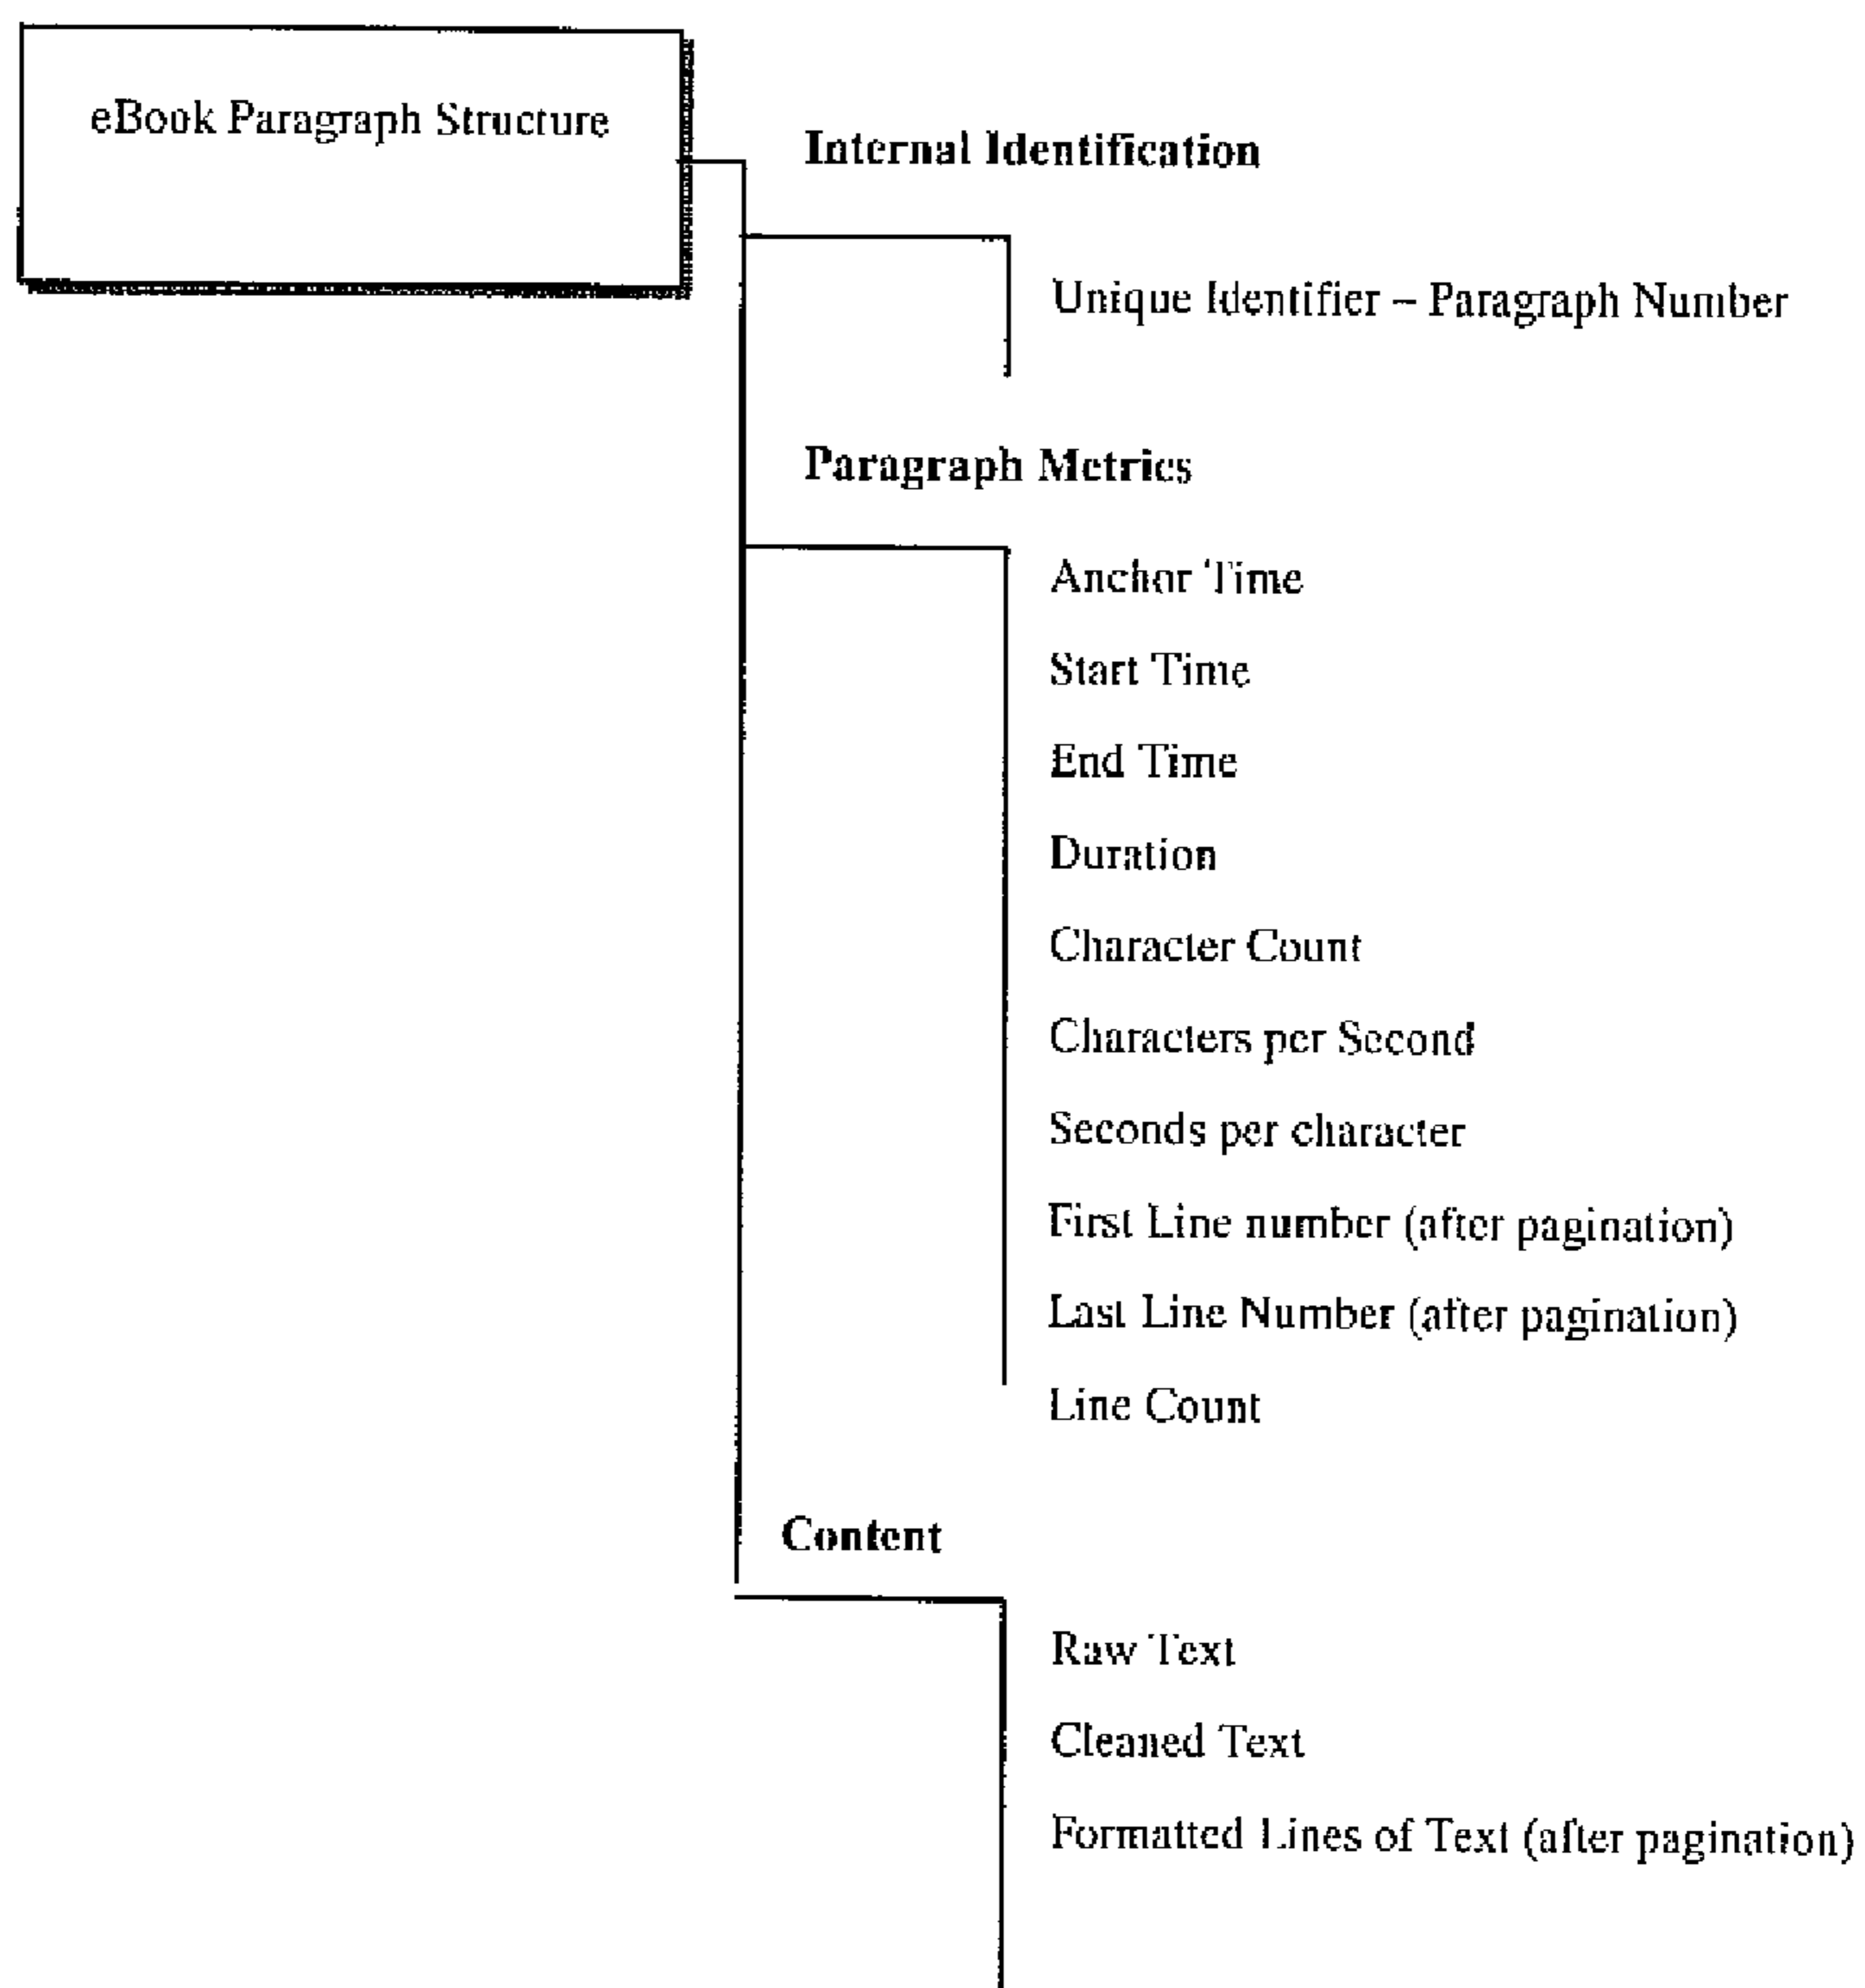 eBook Paragraph Structure
Internal Identification
Unique Identifier – Paragraph Number
Paragraph Metrics
Anchor Time
Start Time
End Time
Duration
Character Count
Characters per Second
Seconds per character
First Line number (after pagination)
Last Line Number (after pagination)
Line Count
Content
Raw Text
Cleaned Text
Formatted Lines of Text (after pagination)